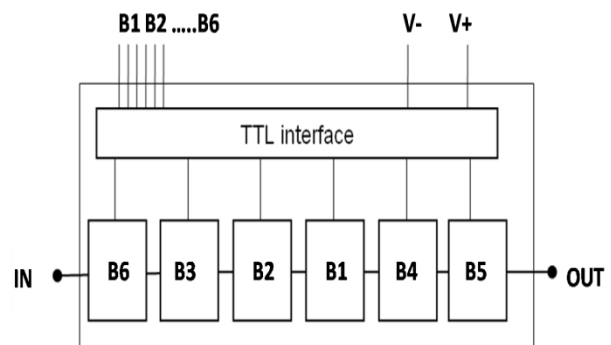 B1 B2 .....B6 V- V+
TTL interface
IN B6 B3 B2 B1 B4 B5 OUT